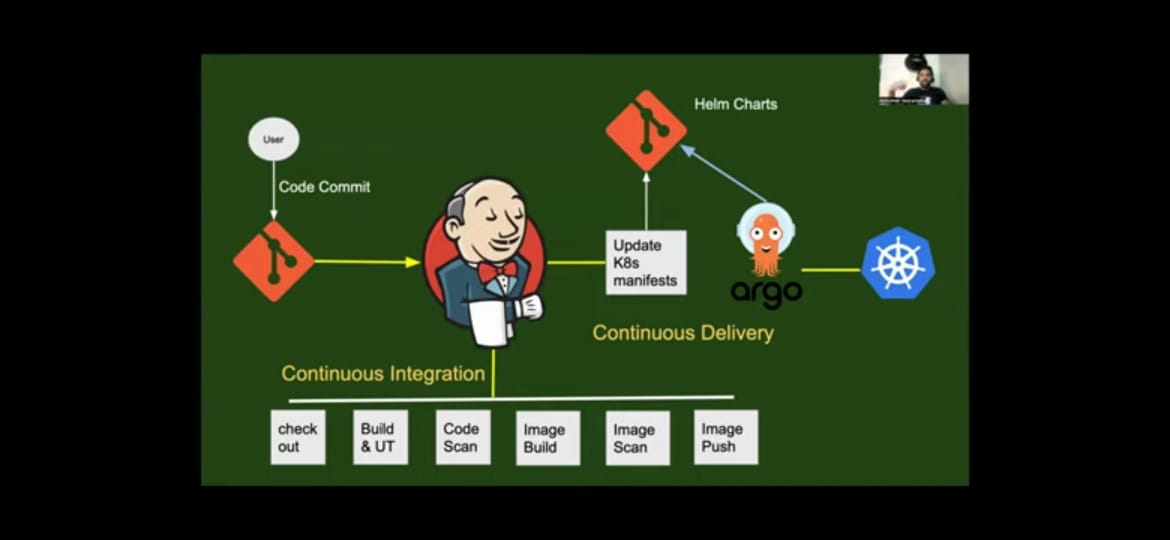 User
Code Commit
Helm Charts
Update
K8s
manifests
argo
Continuous Delivery
Continuous Integration
check
out
Build
& UT
Code
Scan
Image
Build
Image
Scan
Image
Push